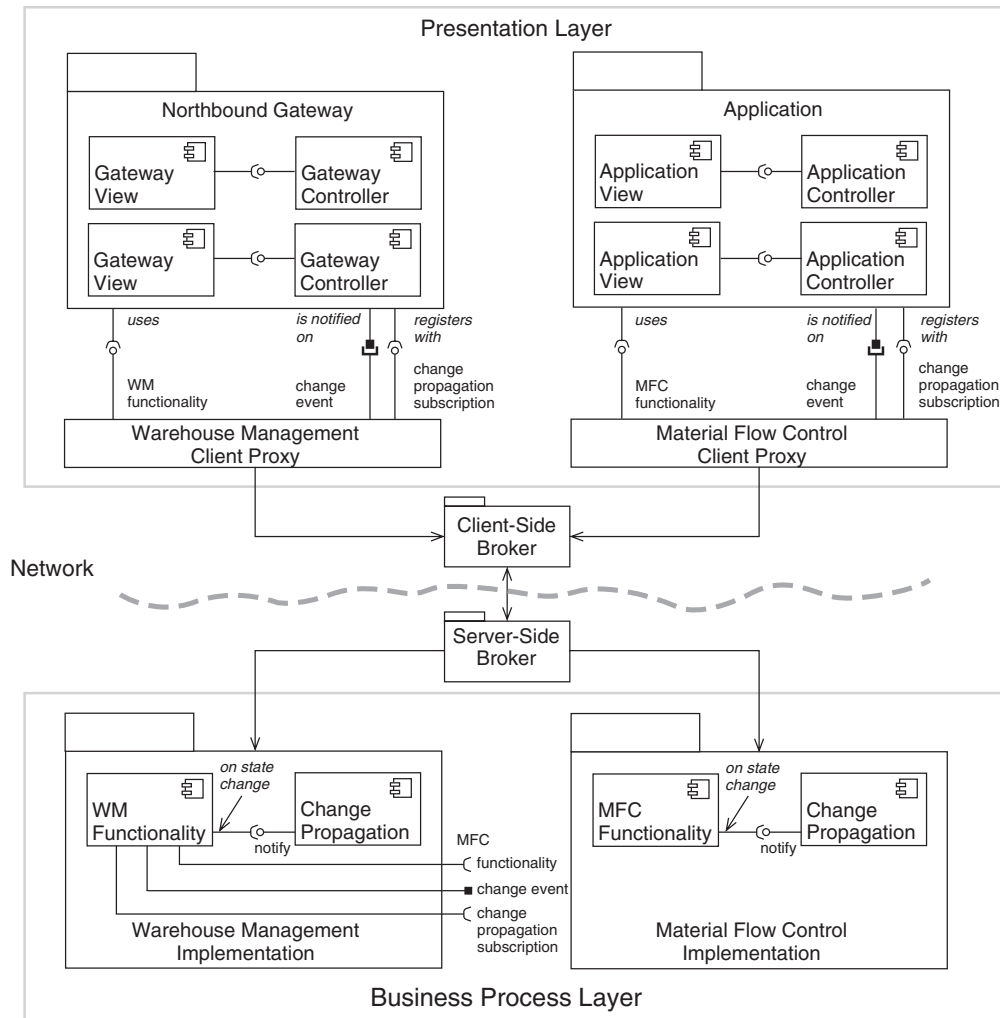 Presentation Layer
Northbound Gateway
Gateway
View
Gateway
Controller
Gateway
View
Gateway
Controller
uses
is notified
on
registers
with
WM
functionality
change
event
change
propagation
subscription
Warehouse Management
Client Proxy
Application
Application
View
Application
Controller
Application
View
Application
Controller
uses
is notified
on
registers
with
MFC
functionality
change
event
change
propagation
subscription
Material Flow Control
Client Proxy
Client-Side
Broker
Network
Server-Side
Broker
on state
change
WM
Functionality
Change
Propagation
notify
MFC
functionality
change event
change
propagation
subscription
Warehouse Management
Implementation
on state
change
MFC
Functionality
Change
Propagation
notify
Material Flow Control
Implementation
Business Process Layer